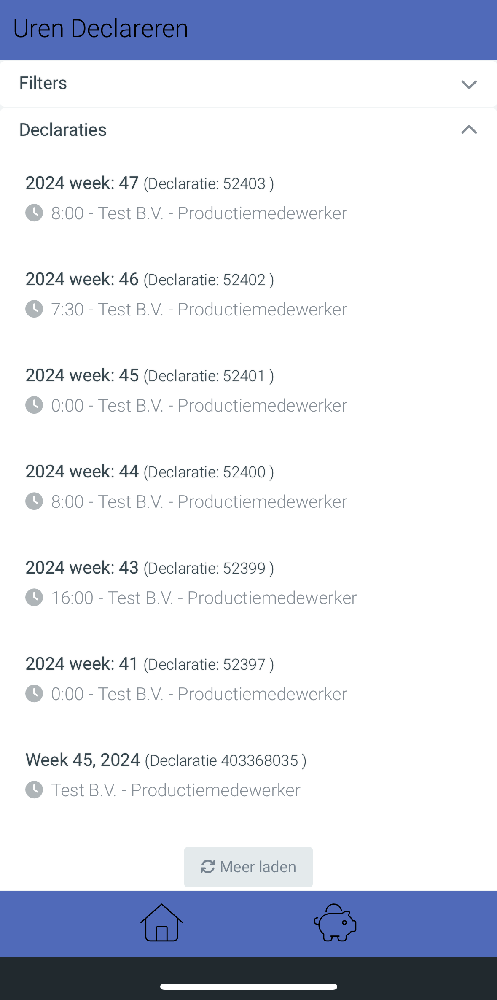 Uren Declareren
Filters
Declaraties
2024 week: 47 (Declaratie: 52403 )
8:00 - Test B.V. - Productiemedewerker
2024 week: 46 (Declaratie: 52402 )
7:30 - Test B.V. - Productiemedewerker
2024 week: 45 (Declaratie: 52401 )
0:00 - Test B.V. - Productiemedewerker
2024 week: 44 (Declaratie: 52400 )
8:00 - Test B.V. - Productiemedewerker
2024 week: 43 (Declaratie: 52399 )
16:00 - Test B.V. - Productiemedewerker
2024 week: 41 (Declaratie: 52397 )
0:00 - Test B.V. - Productiemedewerker
Week 45, 2024 (Declaratie 403368035 )
Test B.V. - Productiemedewerker
Meer laden